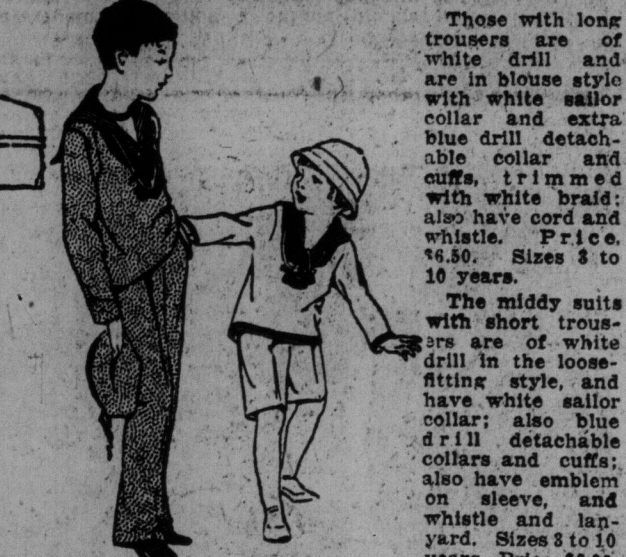 Those with long
trousers are of
white drill and
are in blouse style
with white sailor
collar and extra
blue drill detach-
able collar and
cuffs, trimmed
with white braid;
also have cord and
whistle. Price,
$6.50. Sizes 3 to
10 years.
The middy suits
with short trous-
ers are of white
drill in the loose-
fitting style, and
have white sailor
collar; also blue
drill detachable
collars and cuffs;
also have emblem
on sleeve, and
whistle and lan-
yard. Sizes 3 to 10